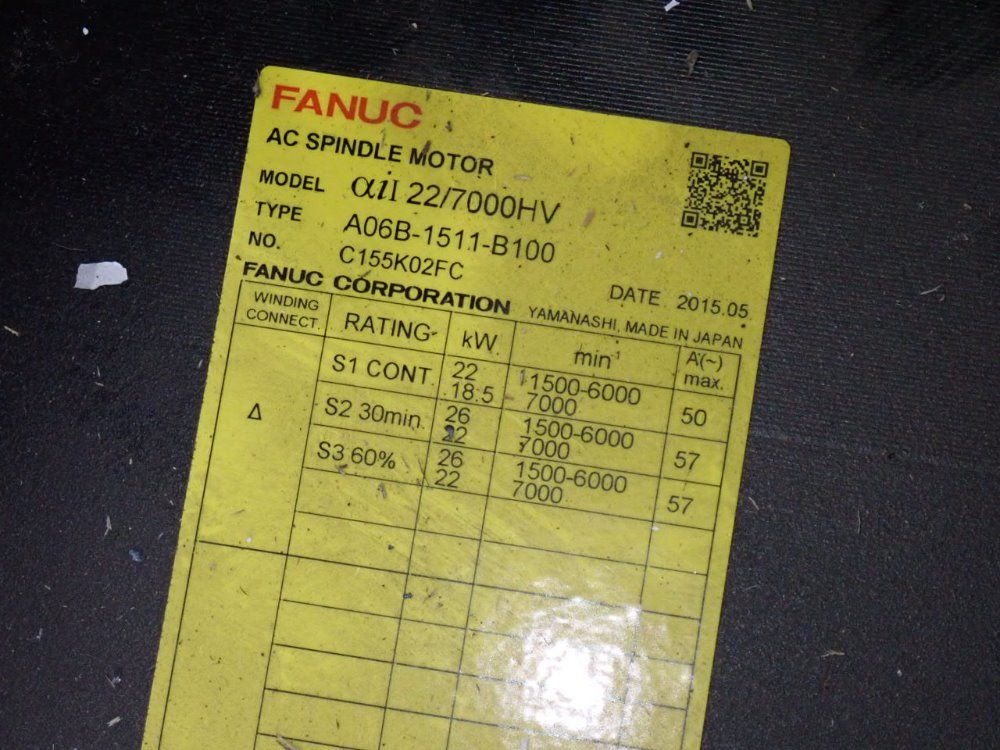 FANUC
AC SPINDLE MOTOR
MODEL αiI 22/7000HV
TYPE A06B-1511-B100
NO. C155K02FC
DATE 2015.05
FANUC CORPORATION YAMANASHI, MADE IN JAPAN
WINDING CONNECT. RATING kW min⁻¹ A(~) max.
Δ S1 CONT. 22 1500-6000 50
18.5 7000
S2 30min. 26 1500-6000 57
22 7000
S3 60% 26 1500-6000 57
22 7000